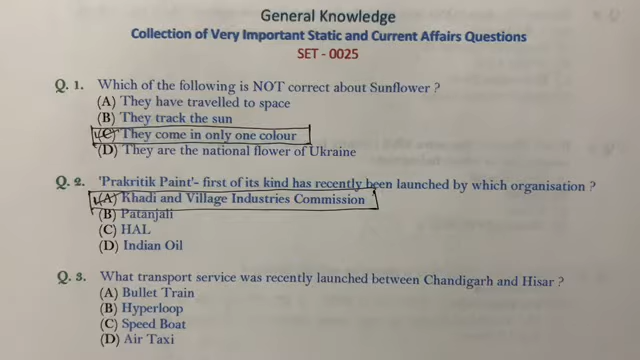 General Knowledge
Collection of Very Important Static and Current Affairs Questions
SET - 0025
Q. 1. Which of the following is NOT correct about Sunflower ?
(A) They have travelled to space
(B) They track the sun
(C) They come in only one colour
(D) They are the national flower of Ukraine
Q. 2. 'Prakritik Paint'- first of its kind has recently been launched by which organisation ?
(A) Khadi and Village Industries Commission
(B) Patanjali
(C) HAL
(D) Indian Oil
Q. 3. What transport service was recently launched between Chandigarh and Hisar ?
(A) Bullet Train
(B) Hyperloop
(C) Speed Boat
(D) Air Taxi